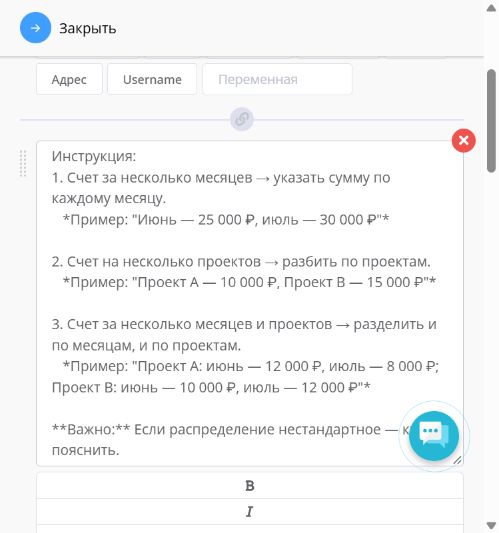 Закрыть
Адрес
Username
Переменная
Инструкция:
1. Счет за несколько месяцев → указать сумму по
каждому месяцу.
*Пример: "Июнь — 25 000 ₽, июль — 30 000 ₽"*
2. Счет на несколько проектов → разбить по проектам.
*Пример: "Проект А — 10 000 ₽, Проект В — 15 000 ₽"*
3. Счет за несколько месяцев и проектов → разделить и
по месяцам, и по проектам.
*Пример: "Проект А: июнь — 12 000 ₽, июль — 8 000 ₽;
Проект В: июнь — 10 000 ₽, июль — 12 000 ₽"*
**Важно:** Если распределение нестандартное —
пояснить.
B
I